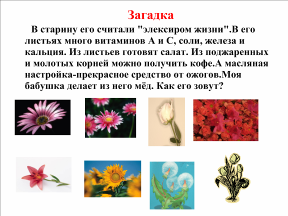 Загадка
В старину его считали "элексиром жизни".В его
листьях много витаминов А и С, соли, железа и
кальция. Из листьев готовят салат. Из поджаренных
и молотых корней можно получить кофе.А масляная
настройка-прекрасное средство от ожогов.Моя
бабушка делает из него мёд. Как его зовут?